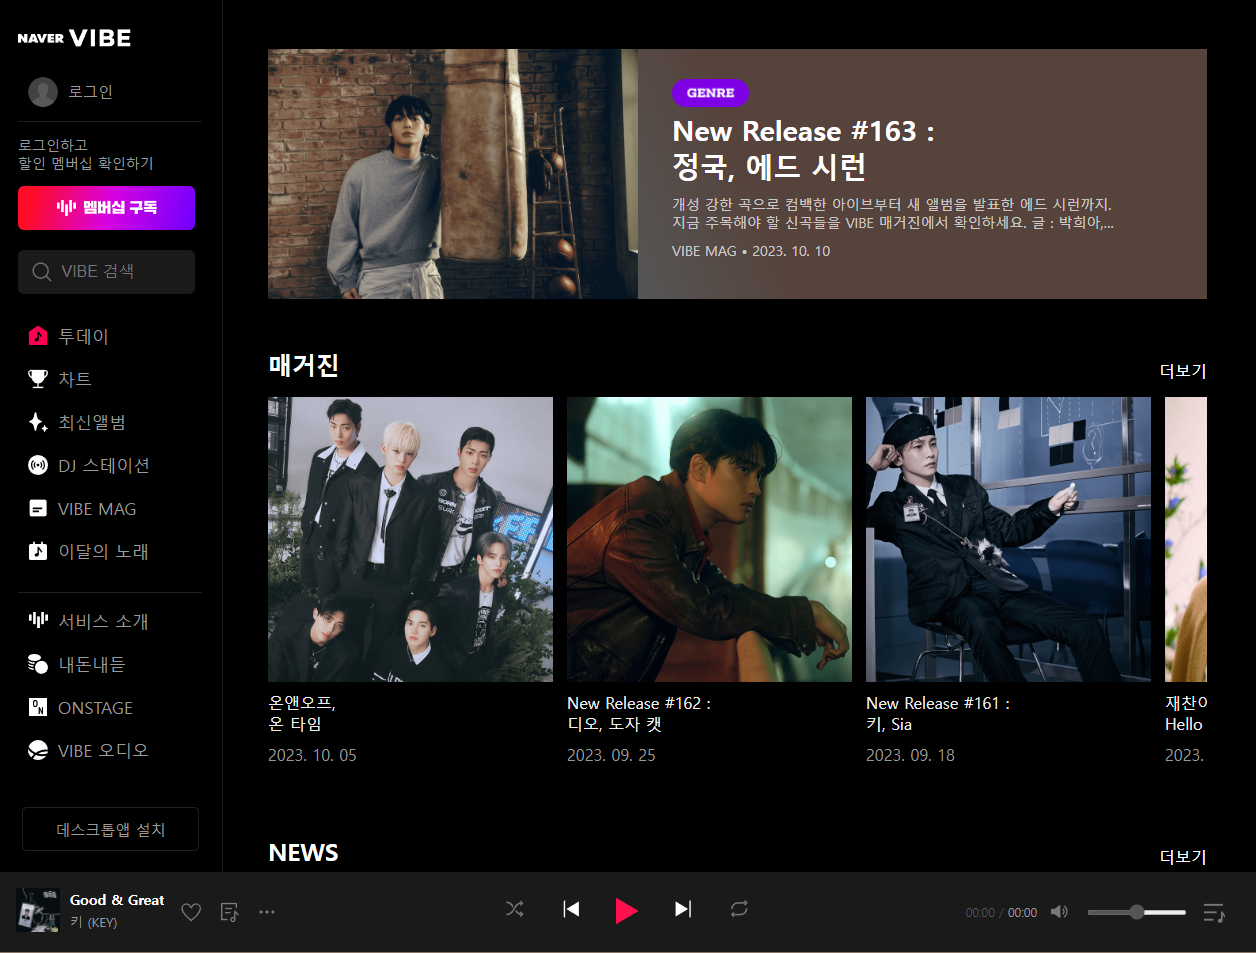 NAVER VIBE
로그인
로그인하고
할인 멤버십 확인하기
멤버십 구독
VIBE 검색
투데이
차트
최신앨범
DJ 스테이션
VIBE MAG
이달의 노래
서비스 소개
내돈내듣
ONSTAGE
VIBE 오디오
데스크톱앱 설치
GENRE
New Release #163 :
정국, 에드 시런
개성 강한 곡으로 컴백한 아이브부터 새 앨범을 발표한 에드 시런까지.
지금 주목해야 할 신곡들을 VIBE 매거진에서 확인하세요. 글 : 박희아,...
VIBE MAG • 2023. 10. 10
매거진
더보기
온앤오프,
온 타임
2023. 10. 05
New Release #162 :
디오, 도자 캣
2023. 09. 25
New Release #161 :
키, Sia
2023. 09. 18
재찬이
Hello
2023.
NEWS
더보기
Good & Great
키 (KEY)
00:00 / 00:00